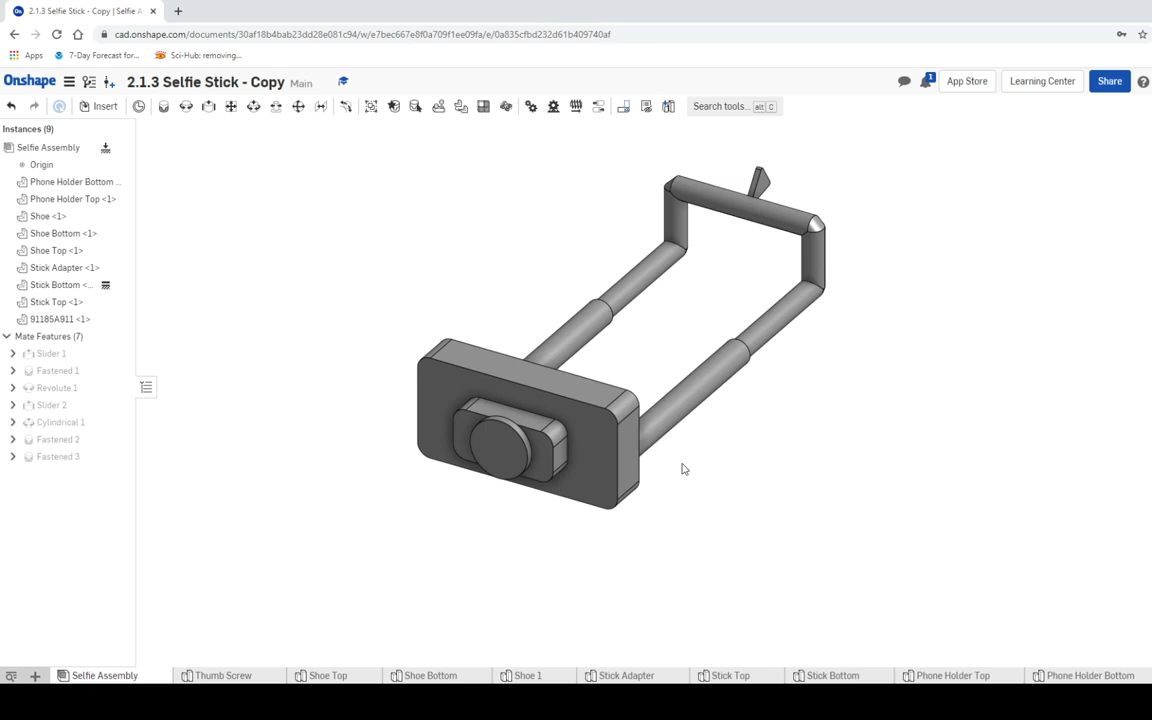 2.1.3 Selfie Stick - Copy | Selfie A
cad.onshape.com/documents/30af18b4bab23dd28e081c94/w/e7bec667e8f0a709f1ee09fa/e/0a835cfbd232d61b409740af
Apps 7-Day Forecast for... Sci-Hub: removing...
Onshape 2.1.3 Selfie Stick - Copy Main 1 App Store Learning Center Share
Insert Search tools... alt C
Instances (9)
Selfie Assembly
Origin
Phone Holder Bottom ...
Phone Holder Top <1>
Shoe <1>
Shoe Bottom <1>
Shoe Top <1>
Stick Adapter <1>
Stick Bottom <...
Stick Top <1>
91185A911 <1>
Mate Features (7)
Slider 1
Fastened 1
Revolute 1
Slider 2
Cylindrical 1
Fastened 2
Fastened 3
Selfie Assembly Thumb Screw Shoe Top Shoe Bottom Shoe 1 Stick Adapter Stick Top Stick Bottom Phone Holder Top Phone Holder Bottom